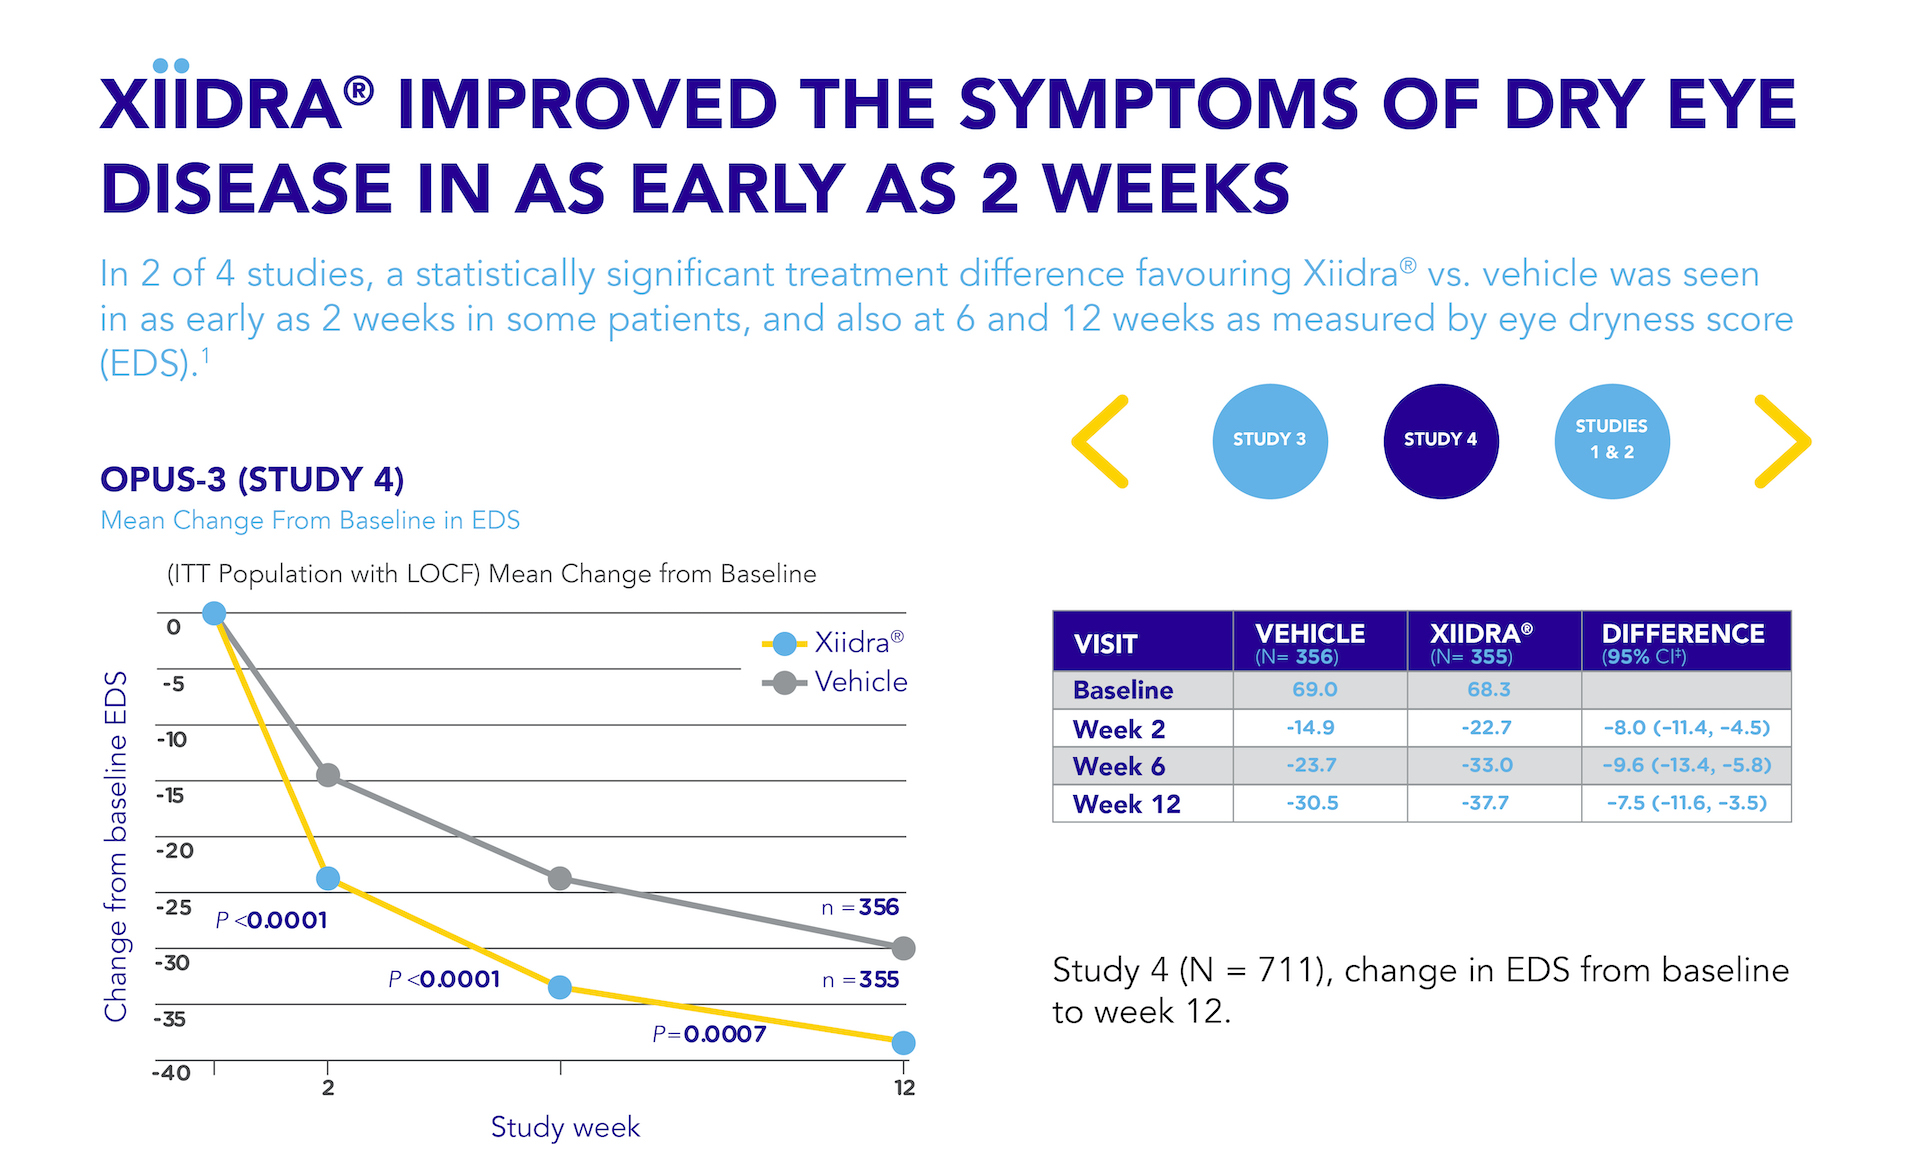 XÏÏDRA® IMPROVED THE SYMPTOMS OF DRY EYE
DISEASE IN AS EARLY AS 2 WEEKS
In 2 of 4 studies, a statistically significant treatment difference favouring Xiidra® vs. vehicle was seen
in as early as 2 weeks in some patients, and also at 6 and 12 weeks as measured by eye dryness score
(EDS).¹
STUDY 3
STUDY 4
STUDIES
1 & 2
OPUS-3 (STUDY 4)
Mean Change From Baseline in EDS
(ITT Population with LOCF) Mean Change from Baseline
Change from baseline EDS
0
-5
-10
-15
-20
-25
-30
-35
-40
Xiidra®
Vehicle
P <0.0001
P <0.0001
P=0.0007
n = 356
n = 355
2
12
Study week
VISIT VEHICLE (N= 356) XIIDRA® (N= 355) DIFFERENCE (95% CI‡)
Baseline 69.0 68.3
Week 2 -14.9 -22.7 –8.0 (–11.4, –4.5)
Week 6 -23.7 -33.0 –9.6 (–13.4, –5.8)
Week 12 -30.5 -37.7 –7.5 (–11.6, –3.5)
Study 4 (N = 711), change in EDS from baseline
to week 12.